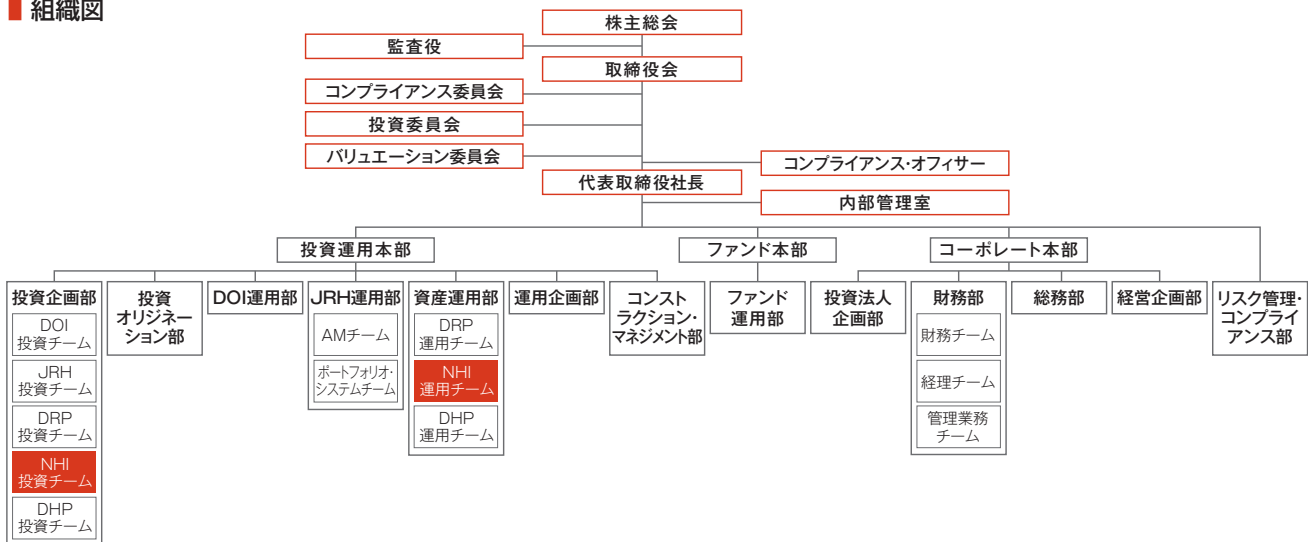 組織図
株主総会
監査役
取締役会
コンプライアンス委員会
投資委員会
バリュエーション委員会
コンプライアンス・オフィサー
代表取締役社長
内部管理室
投資運用本部
ファンド本部
コーポレート本部
投資企画部
DOI
投資チーム
JRH
投資チーム
DRP
投資チーム
NHI
投資チーム
DHP
投資チーム
投資
オリジネー
ション部
DOI運用部
JRH運用部
AMチーム
ポートフォリオ・
システムチーム
資産運用部
DRP
運用チーム
NHI
運用チーム
DHP
運用チーム
運用企画部
コンスト
ラクション・
マネジメント部
ファンド
運用部
投資法人
企画部
財務部
財務チーム
経理チーム
管理業務
チーム
総務部
経営企画部
リスク管理・
コンプライ
アンス部